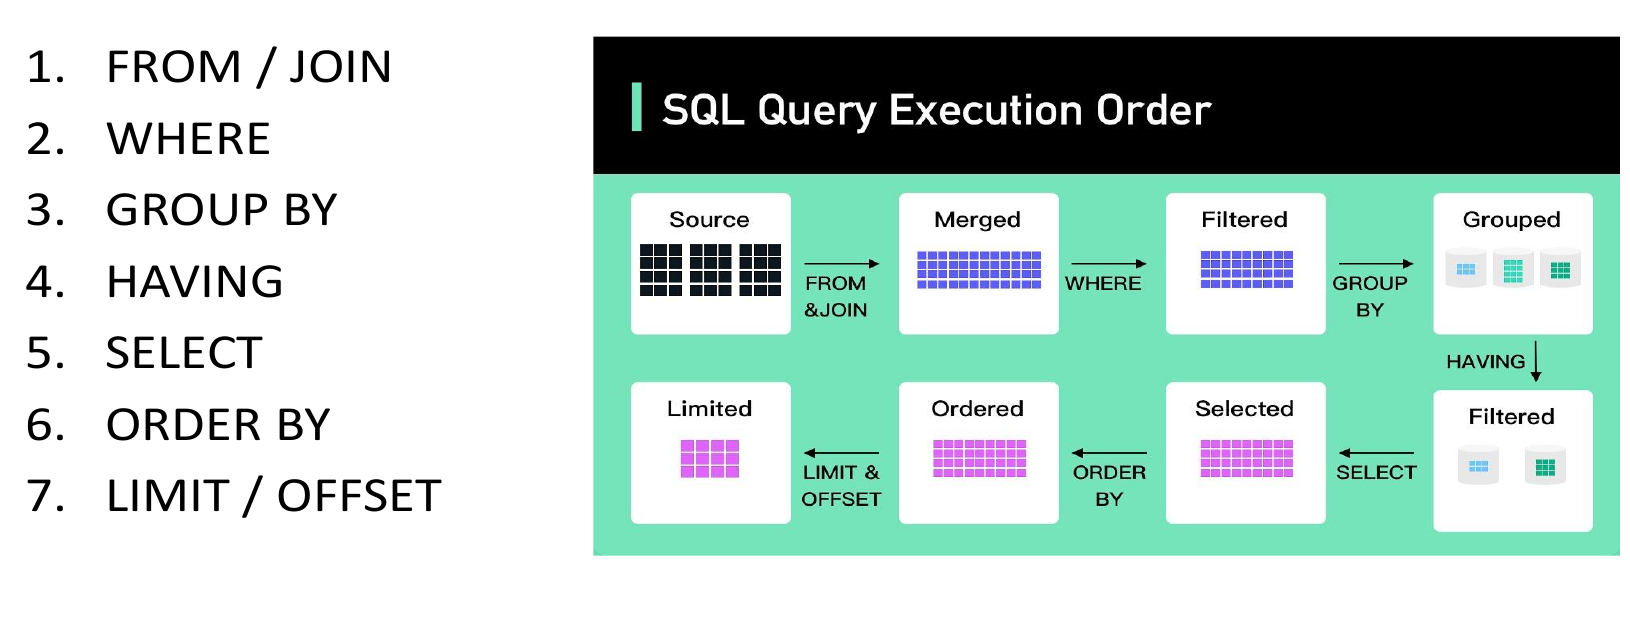 1. FROM / JOIN
2. WHERE
3. GROUP BY
4. HAVING
5. SELECT
6. ORDER BY
7. LIMIT / OFFSET
SQL Query Execution Order
Source
FROM
&JOIN
Merged
WHERE
Filtered
GROUP
BY
Grouped
HAVING
Filtered
SELECT
Selected
ORDER
BY
Ordered
LIMIT &
OFFSET
Limited